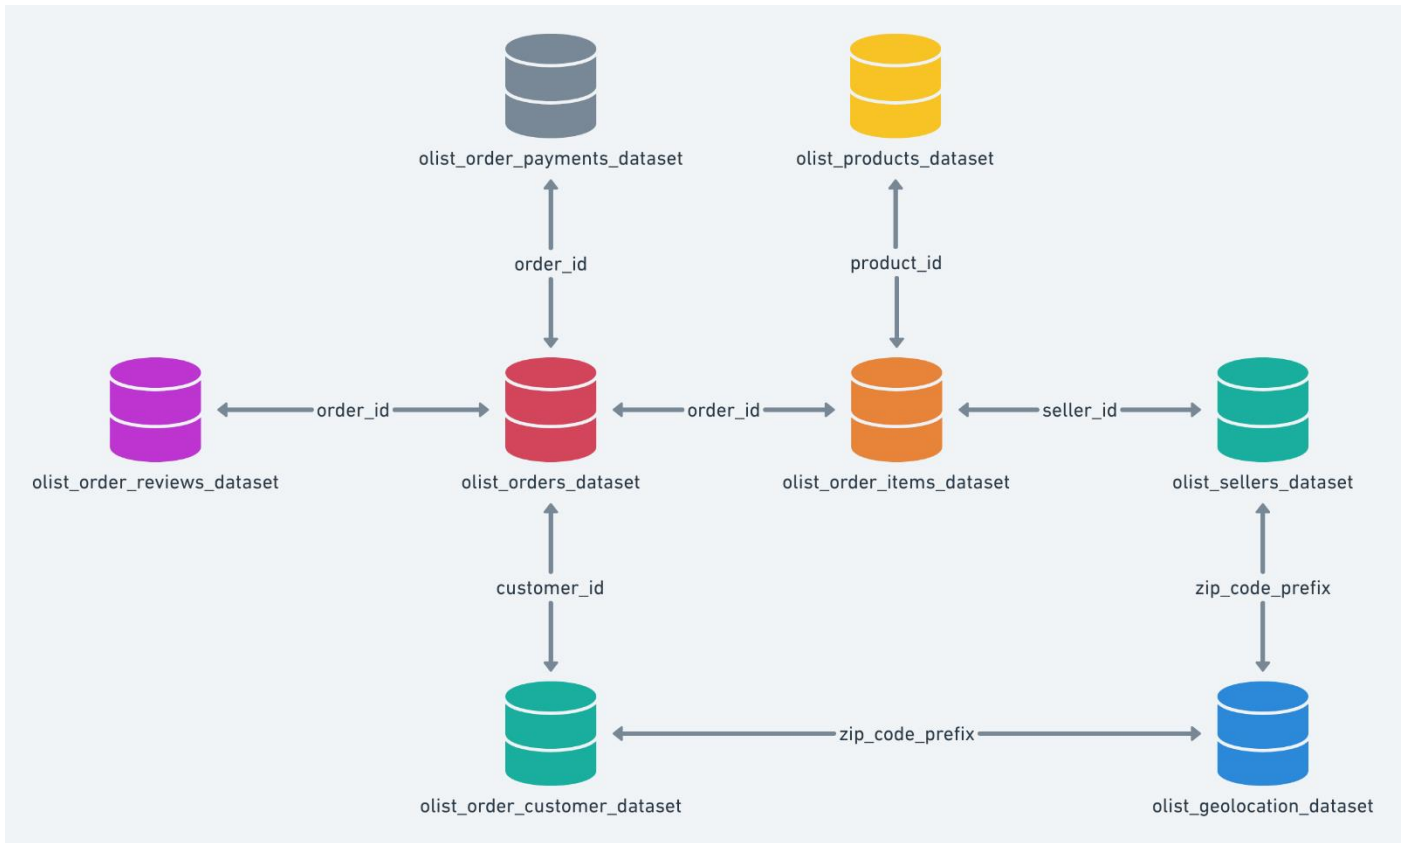 olist_order_payments_dataset
olist_products_dataset
order_id
product_id
order_id
order_id
seller_id
olist_order_reviews_dataset
olist_orders_dataset
olist_order_items_dataset
olist_sellers_dataset
customer_id
zip_code_prefix
zip_code_prefix
olist_order_customer_dataset
olist_geolocation_dataset